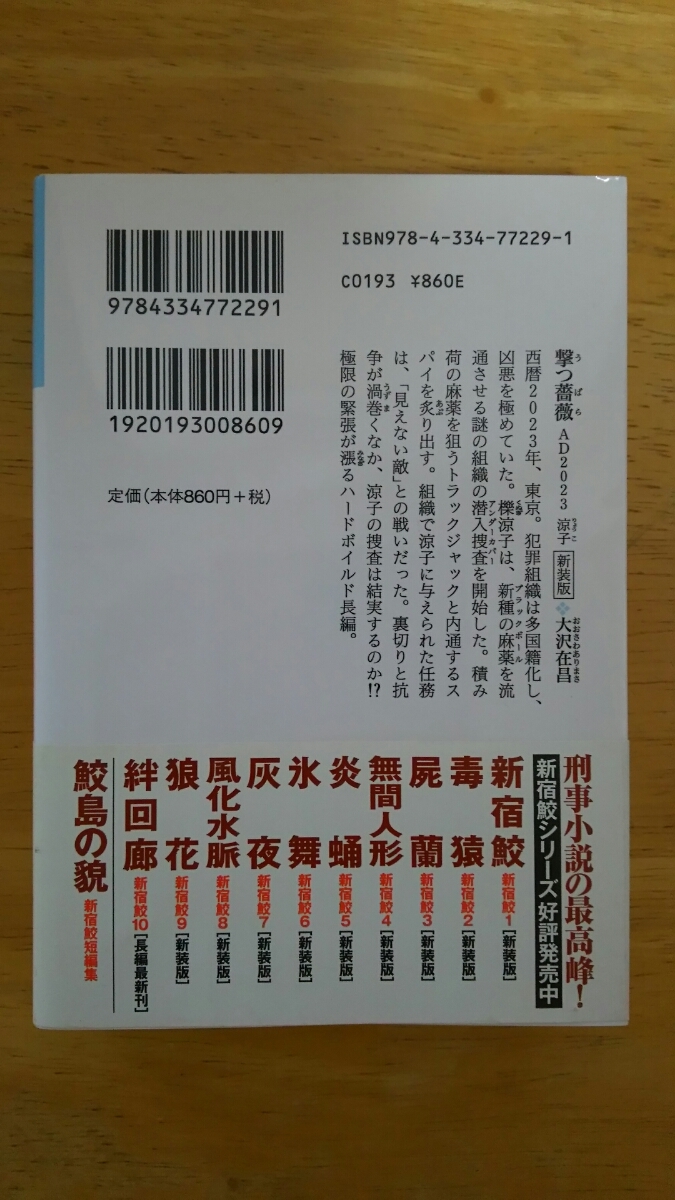 ISBN978-4-334-77229-1
C0193 ¥860E
9784334772291
1920193008609
定価(本体860円+税)
撃つ薔薇 AD2023 涼子 新装版 ❖大沢在昌
西暦2023年、東京。犯罪組織は多国籍化し、
凶悪を極めていた。櫟涼子は、新種の麻薬を流
通させる謎の組織の潜入捜査を開始した。積み
荷の麻薬を狙うトラックジャックと内通するス
パイを炙り出す。組織で涼子に与えられた任務
は、「見えない敵」との戦いだった。裏切りと抗
争が渦巻くなか、涼子の捜査は結実するのか!?
極限の緊張が漲るハードボイルド長編。
刑事小説の最高峰!
新宿鮫シリーズ好評発売中
新宿鮫 新宿鮫1[新装版]
毒猿 新宿鮫2[新装版]
屍蘭 新宿鮫3[新装版]
無間人形 新宿鮫4[新装版]
炎蛹 新宿鮫5[新装版]
氷舞 新宿鮫6[新装版]
灰夜 新宿鮫7[新装版]
風化水脈 新宿鮫8[新装版]
狼花 新宿鮫9[新装版]
絆回廊 新宿鮫10[長編最新刊]
鮫島の貌 新宿鮫短編集